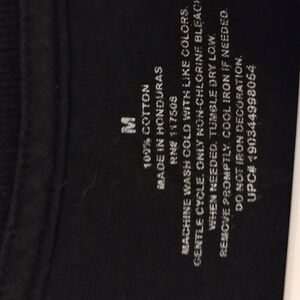 M
100% COTTON
MADE IN HONDURAS
RN# 117508
MACHINE WASH COLD WITH LIKE COLORS.
GENTLE CYCLE. ONLY NON-CHLORINE BLEACH
WHEN NEEDED. TUMBLE DRY LOW.
REMOVE PROMPTLY. COOL IRON IF NEEDED.
DO NOT IRON DECORATION.
UPC# 190344998054